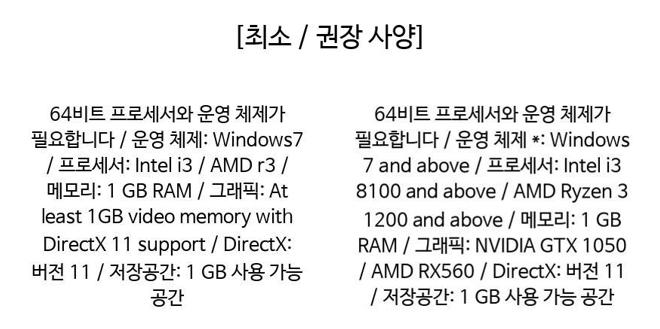 [최소 / 권장 사양]
64비트 프로세서와 운영 체제가
필요합니다 / 운영 체제: Windows7
/ 프로세서: Intel i3 / AMD r3 /
메모리: 1 GB RAM / 그래픽: At
least 1GB video memory with
DirectX 11 support / DirectX:
버전 11 / 저장공간: 1 GB 사용 가능
공간
64비트 프로세서와 운영 체제가
필요합니다 / 운영 체제 *: Windows
7 and above / 프로세서: Intel i3
8100 and above / AMD Ryzen 3
1200 and above / 메모리: 1 GB
RAM / 그래픽: NVIDIA GTX 1050
/ AMD RX560 / DirectX: 버전 11
/ 저장공간: 1 GB 사용 가능 공간